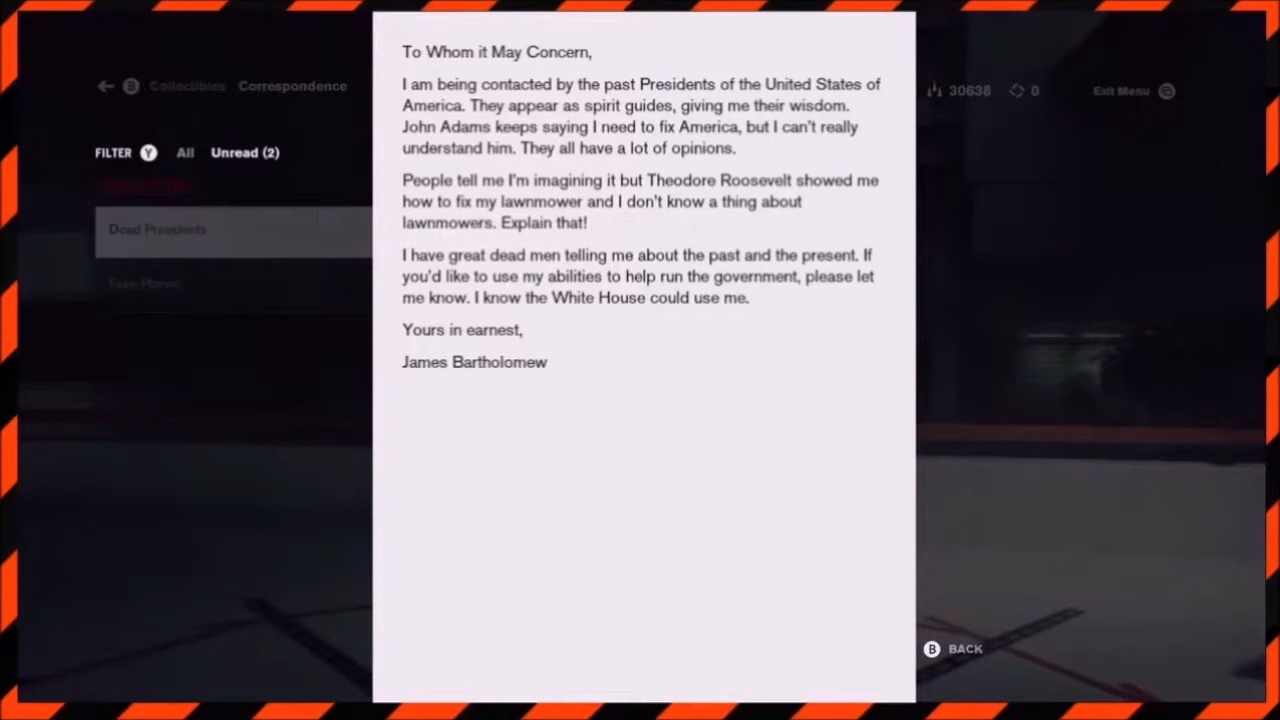 To Whom it May Concern,
I am being contacted by the past Presidents of the United States of
America. They appear as spirit guides, giving me their wisdom.
John Adams keeps saying I need to fix America, but I can't really
understand him. They all have a lot of opinions.
People tell me I'm imagining it but Theodore Roosevelt showed me
how to fix my lawnmower and I don't know a thing about
lawnmowers. Explain that!
I have great dead men telling me about the past and the present. If
you'd like to use my abilities to help run the government, please let
me know. I know the White House could use me.
Yours in earnest,
James Bartholomew
B Collectibles Correspondence
30638 0 Exit Menu
FILTER Y All Unread (2)
Dead Presidents
B BACK